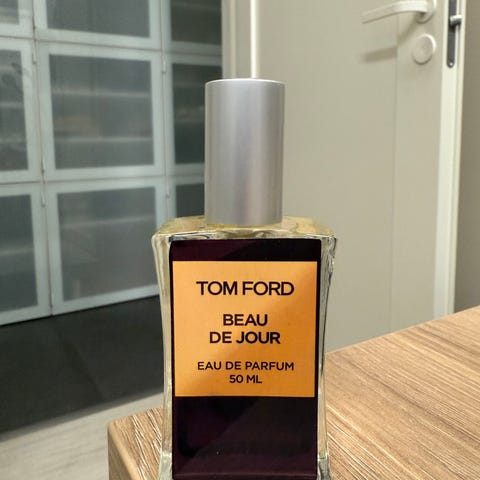 TOM FORD
BEAU
DE JOUR
EAU DE PARFUM
50 ML